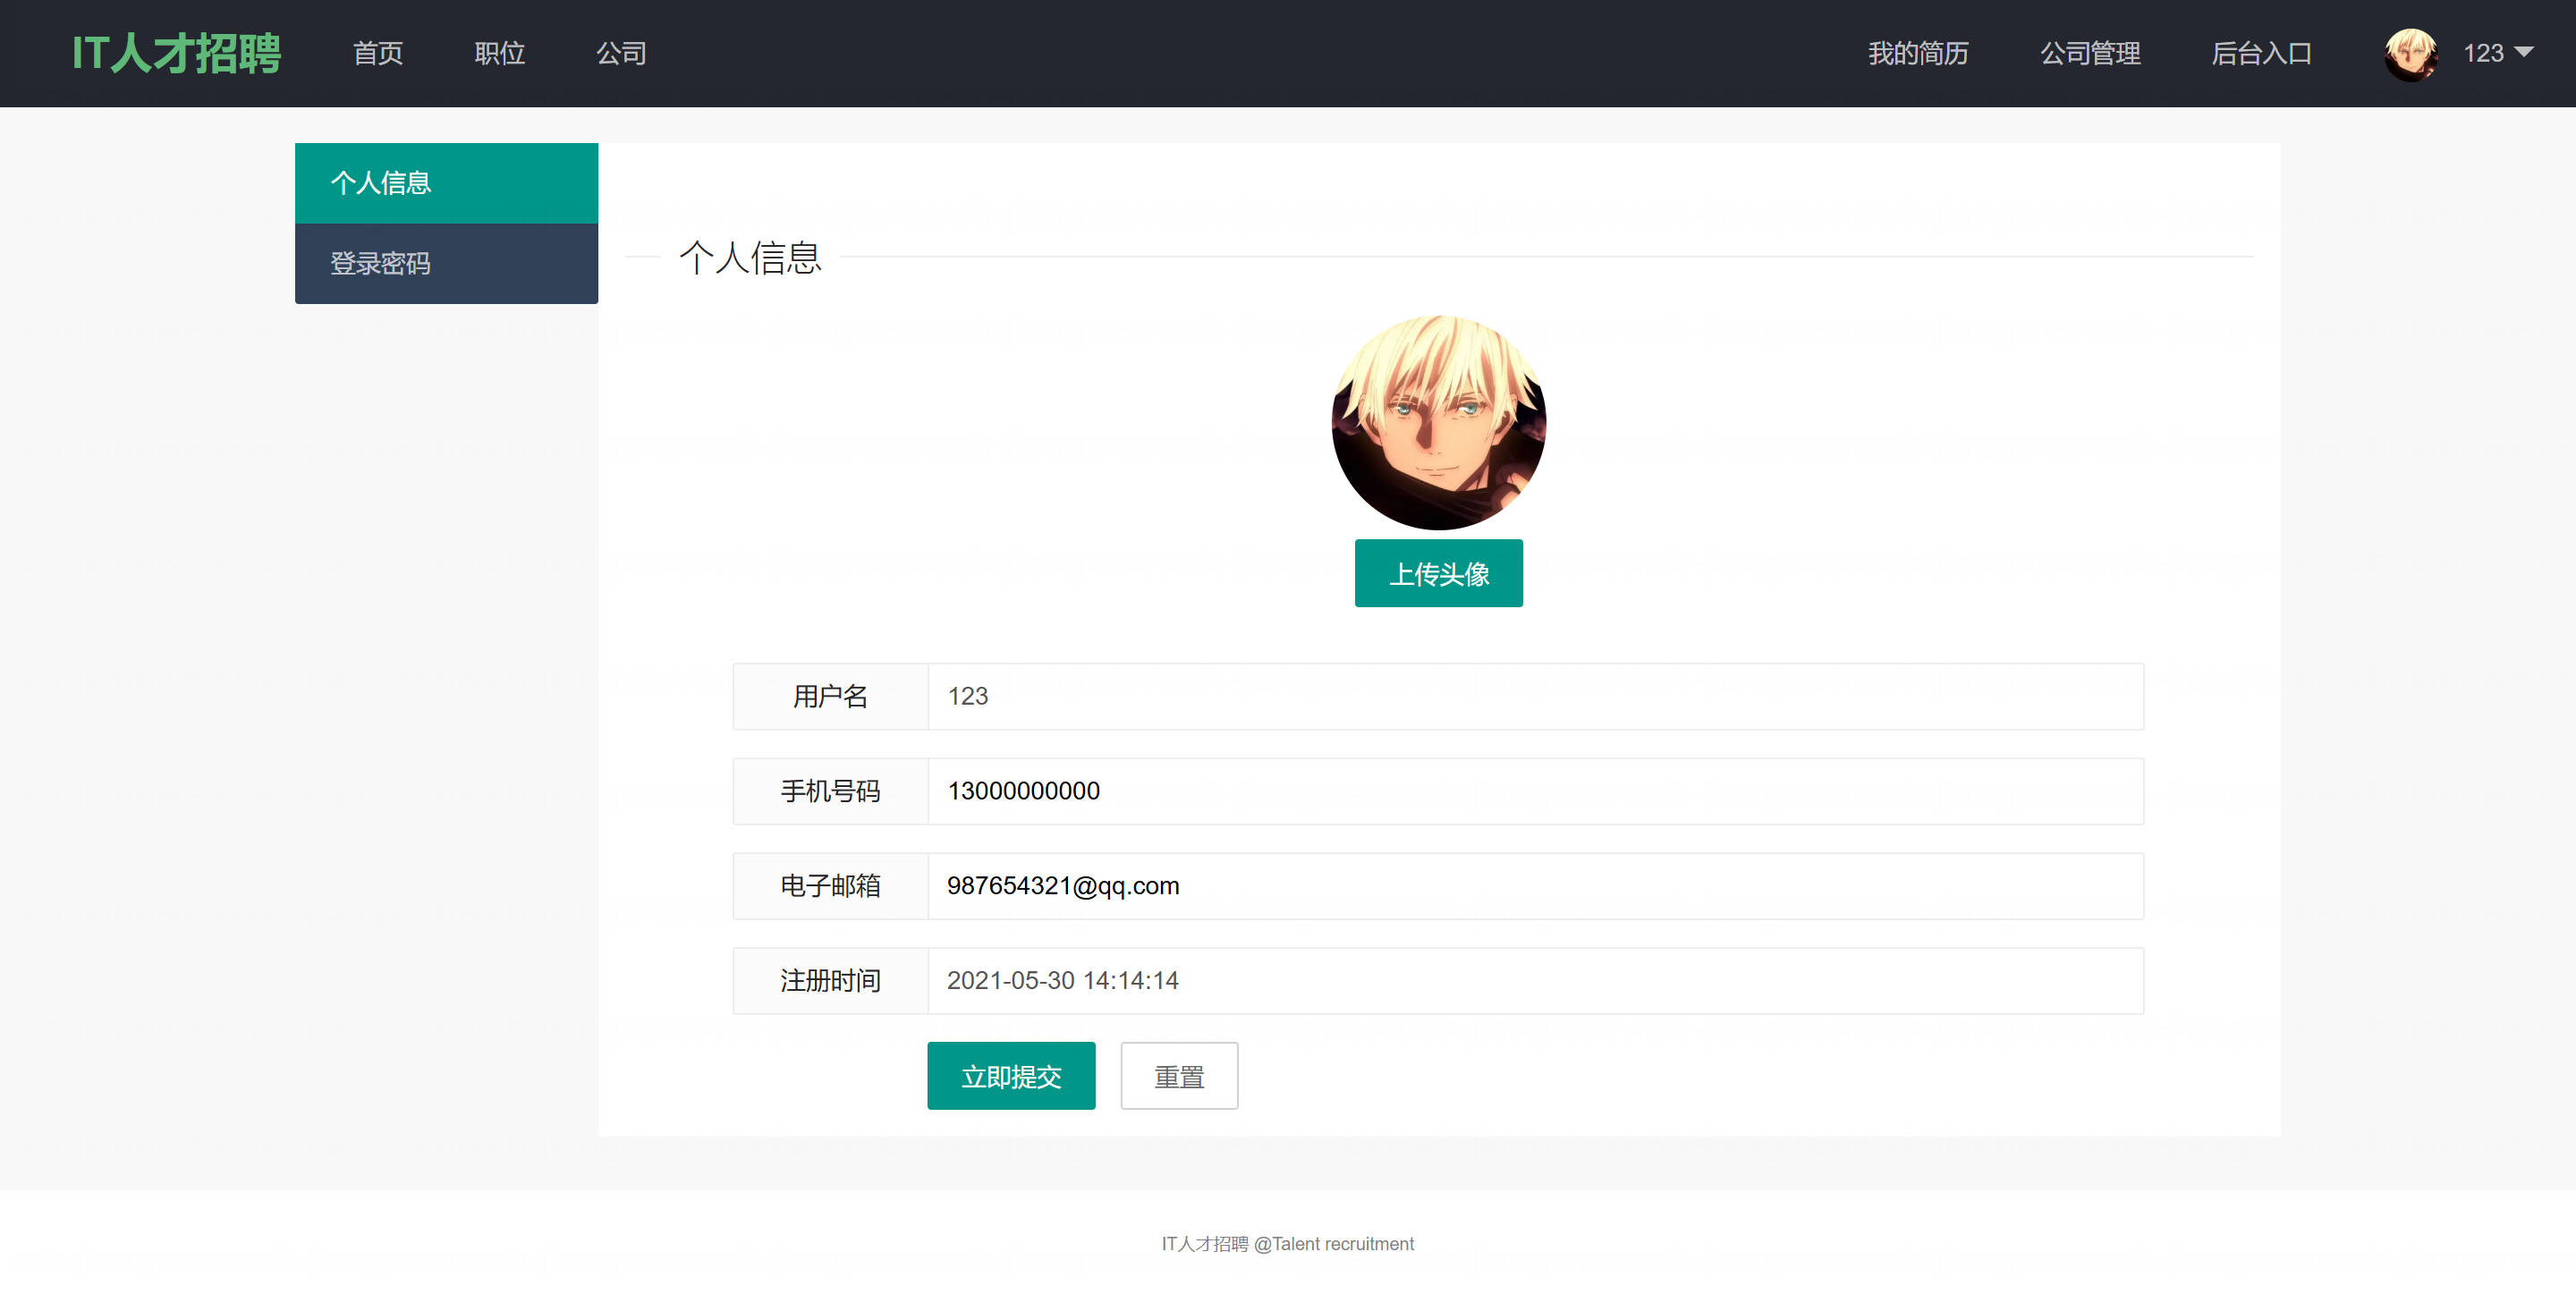 IT人才招聘 首页 职位 公司 我的简历 公司管理 后台入口 123
个人信息
登录密码
个人信息
上传头像
用户名 123
手机号码 13000000000
电子邮箱 987654321@qq.com
注册时间 2021-05-30 14:14:14
立即提交 重置
IT人才招聘 @Talent recruitment